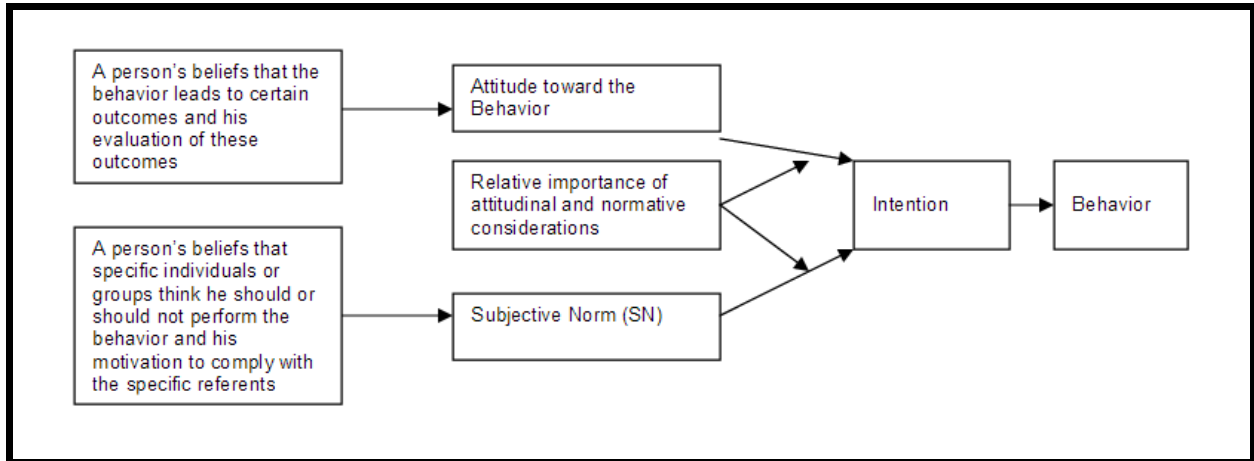 A person's beliefs that the
behavior leads to certain
outcomes and his
evaluation of these
outcomes
Attitude toward the
Behavior
Relative importance of
attitudinal and normative
considerations
Intention
Behavior
A person's beliefs that
specific individuals or
groups think he should or
should not perform the
behavior and his
motivation to comply with
the specific referents
Subjective Norm (SN)